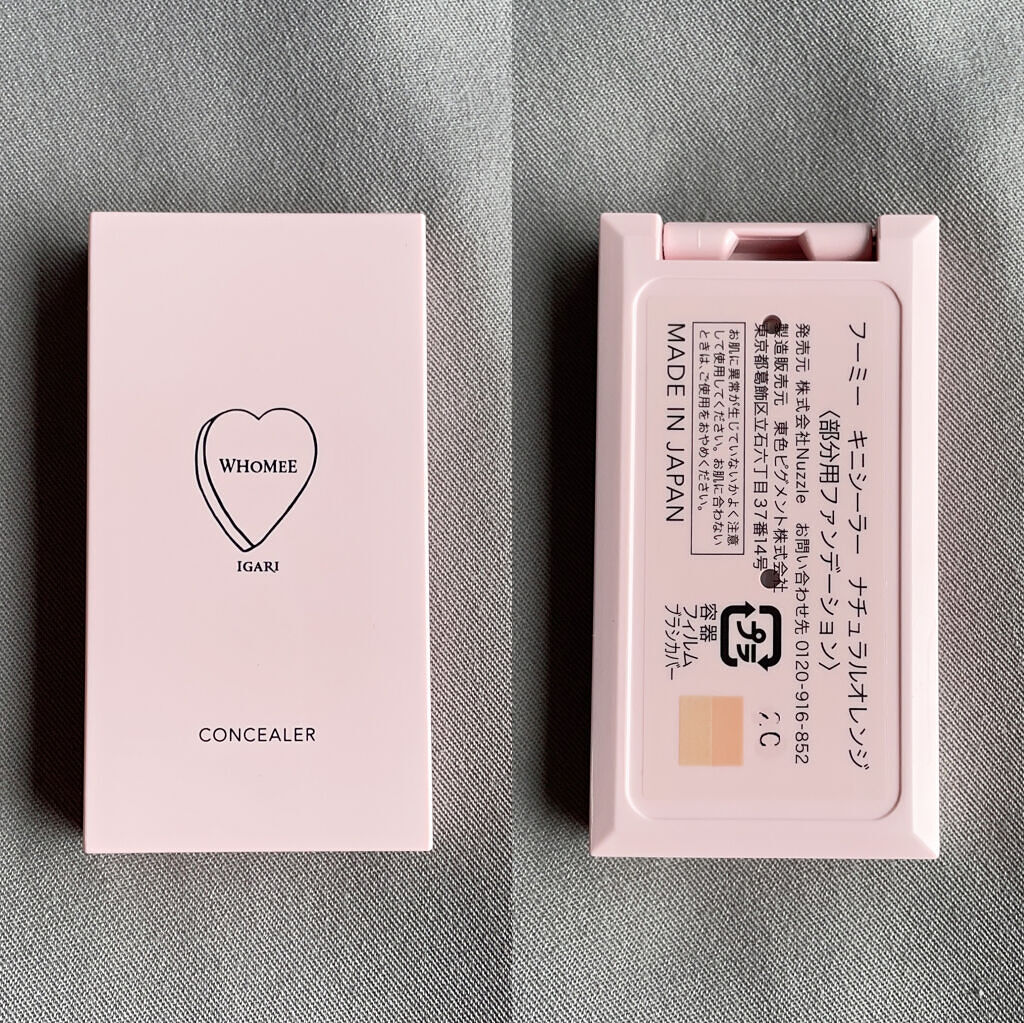 WHOMEE
IGARI
CONCEALER
フーミー キニシーラー ナチュラルオレンジ
〈部分用ファンデーション〉
発売元 株式会社Nuzzle お問い合わせ先 0120-916-852
製造販売元 東色ピグメント株式会社
東京都葛飾区立石六丁目37番14号
お肌に異常が生じていないかよく注意
して使用してください。お肌に合わない
ときは、ご使用をおやめください。
MADE IN JAPAN
プラ
容器
フィルム
ブラシカバー